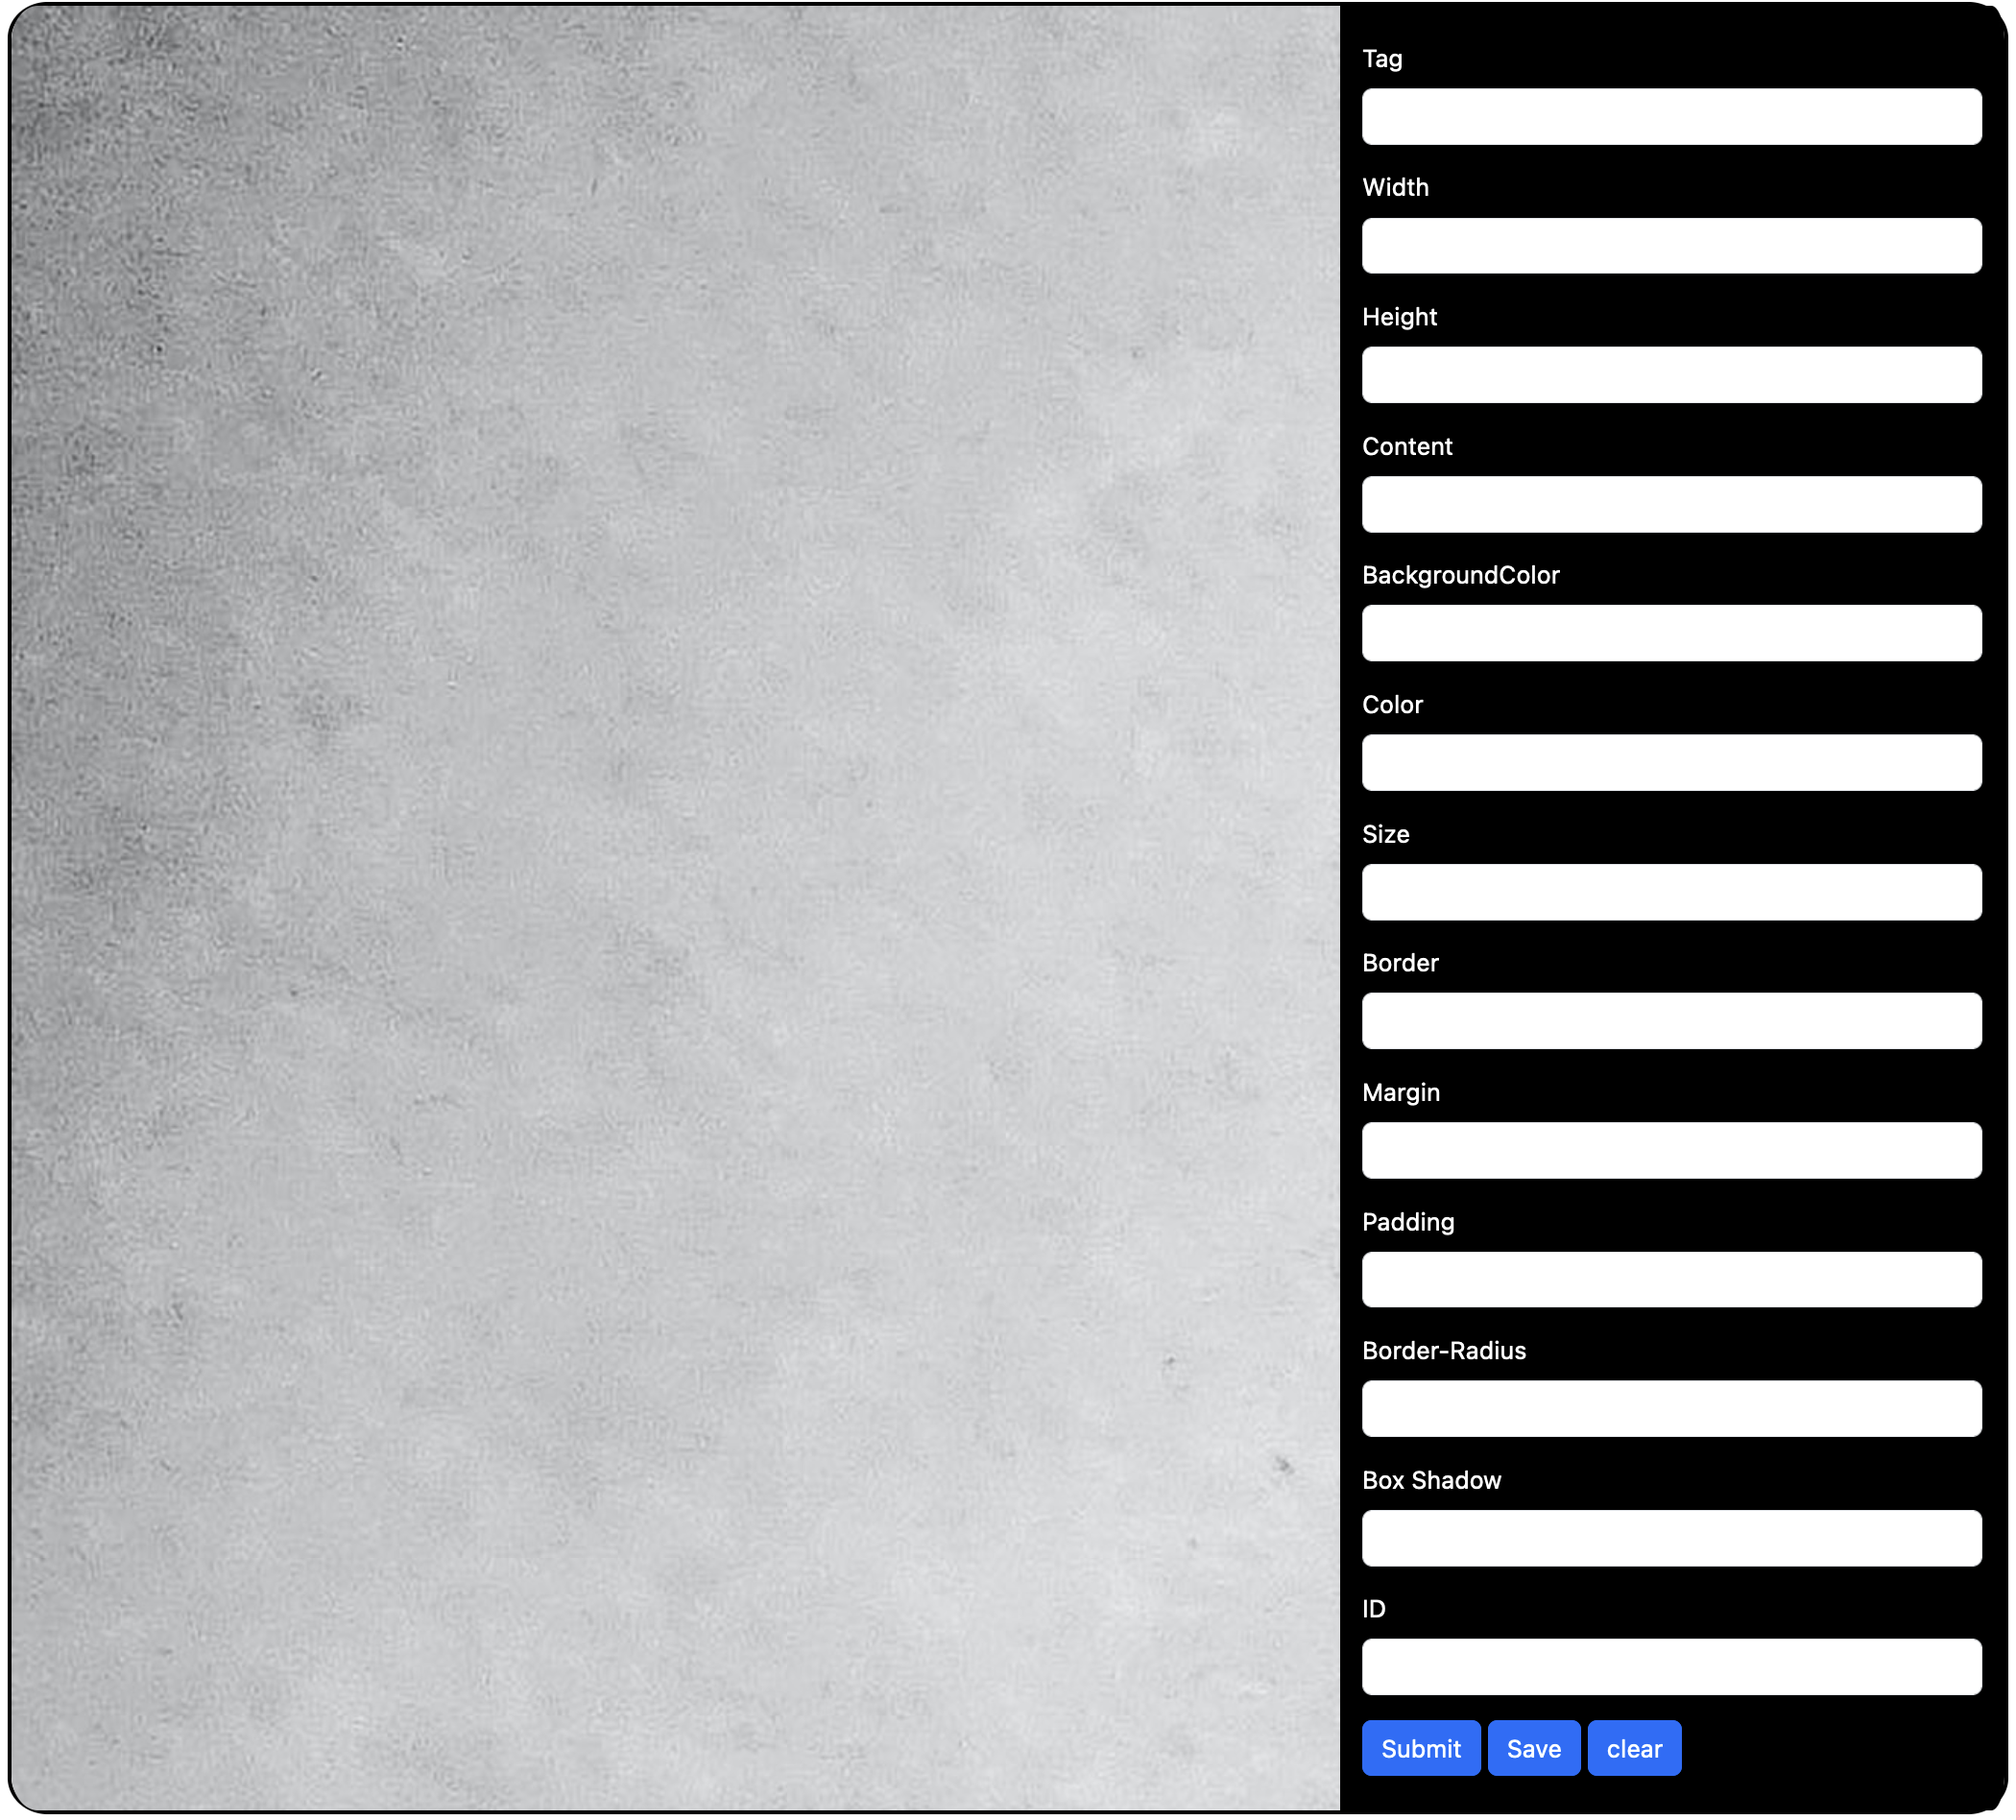 Tag
Width
Height
Content
BackgroundColor
Color
Size
Border
Margin
Padding
Border-Radius
Box Shadow
ID
Submit Save clear